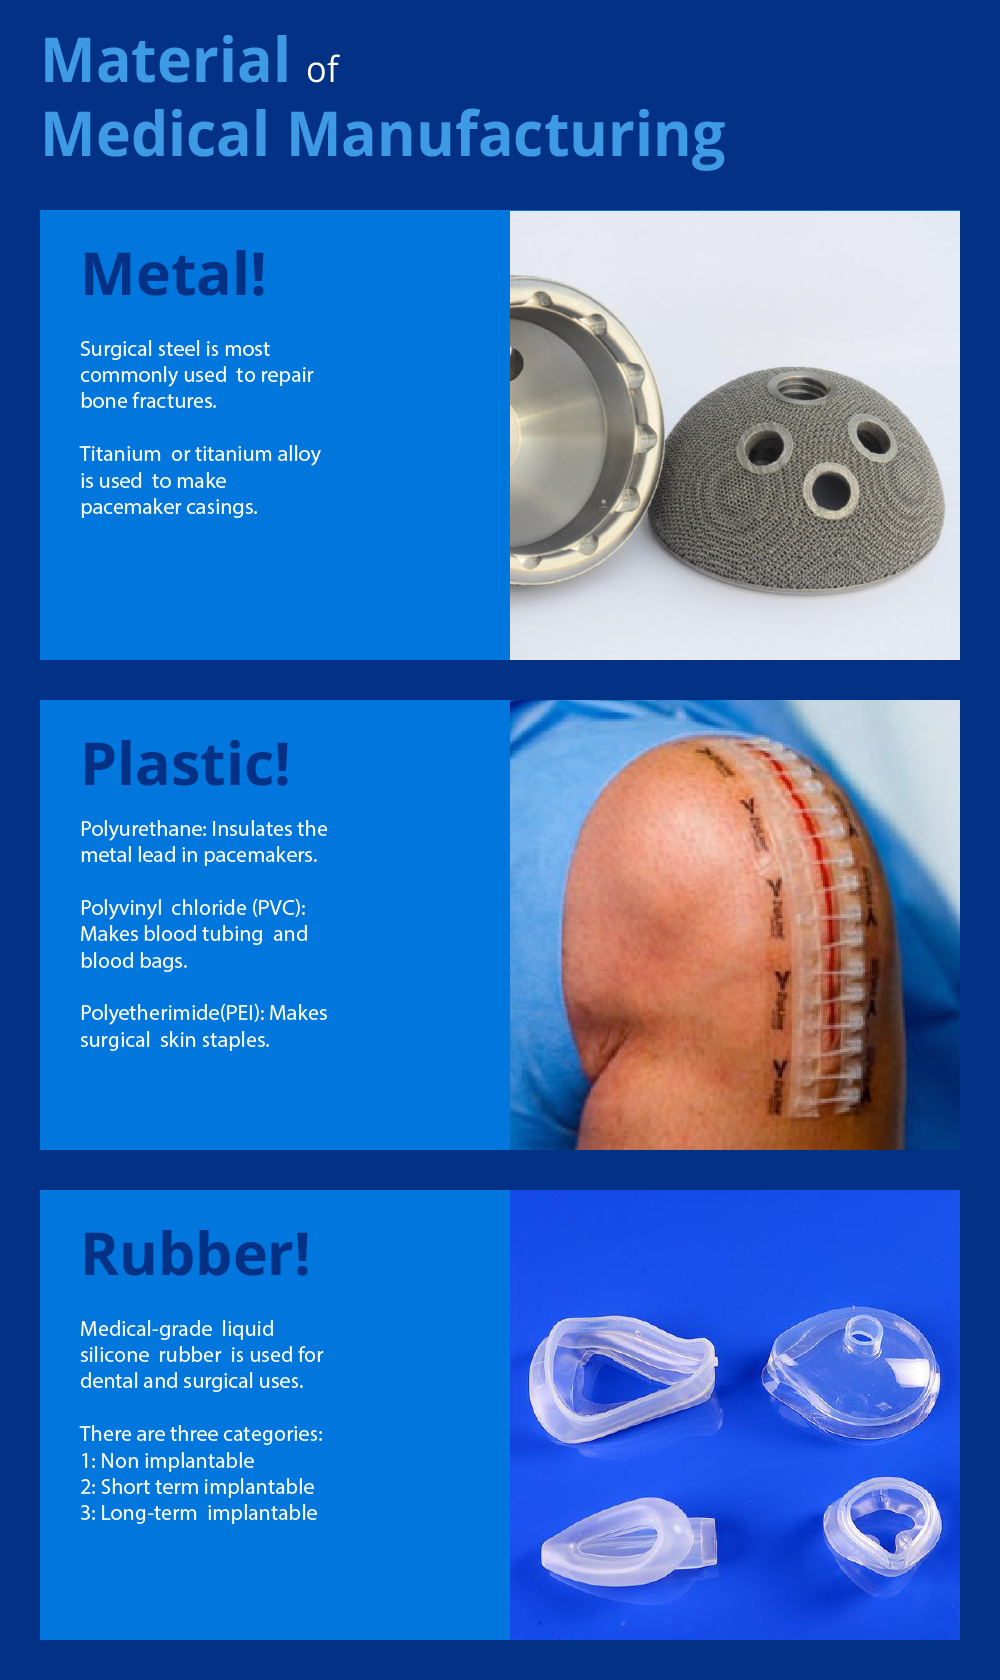 Material of
Medical Manufacturing
Metal!
Surgical steel is most
commonly used to repair
bone fractures.
Titanium or titanium alloy
is used to make
pacemaker casings.
Plastic!
Polyurethane: Insulates the
metal lead in pacemakers.
Polyvinyl chloride (PVC):
Makes blood tubing and
blood bags.
Polyetherimide(PEI): Makes
surgical skin staples.
Rubber!
Medical-grade liquid
silicone rubber is used for
dental and surgical uses.
There are three categories:
1: Non implantable
2: Short term implantable
3: Long-term implantable